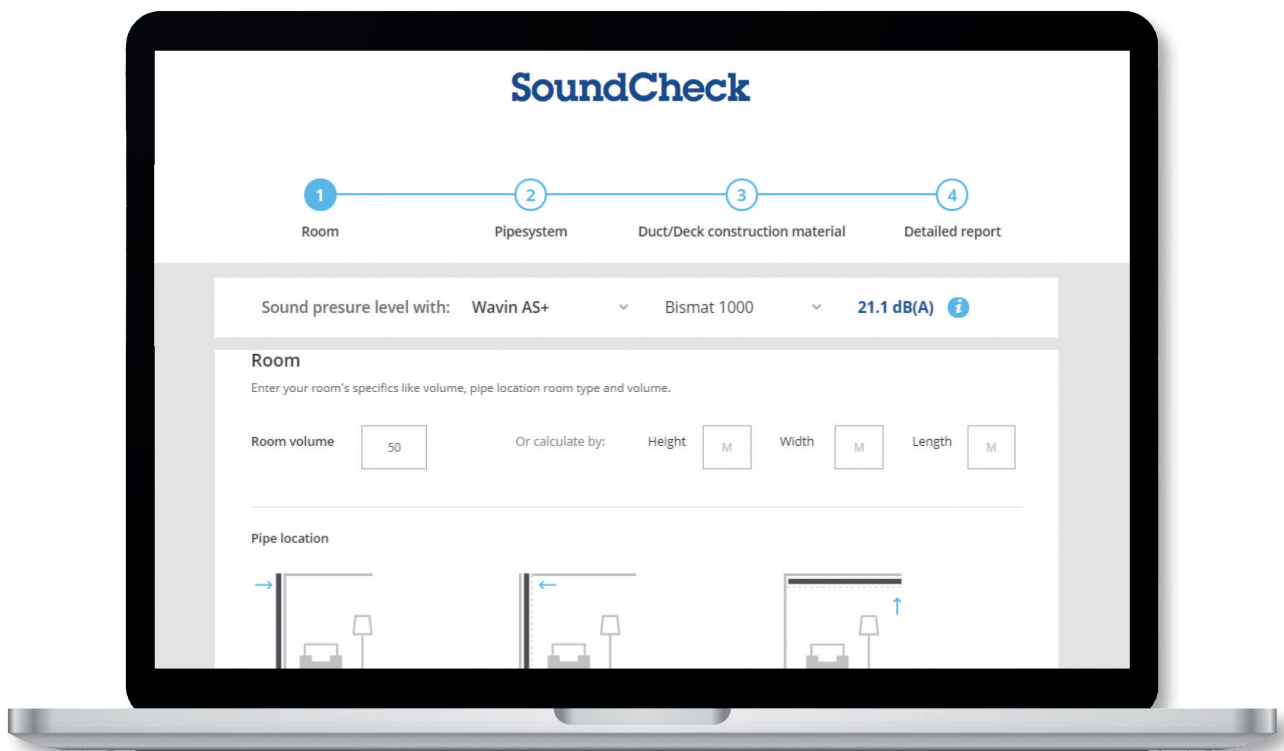 SoundCheck
1 2 3 4
Room Pipesystem Duct/Deck construction material Detailed report
Sound presure level with: Wavin AS+ Bismat 1000 21.1 dB(A) i
Room
Enter your room's specifics like volume, pipe location room type and volume.
Room volume 50 Or calculate by: Height M Width M Length M
Pipe location